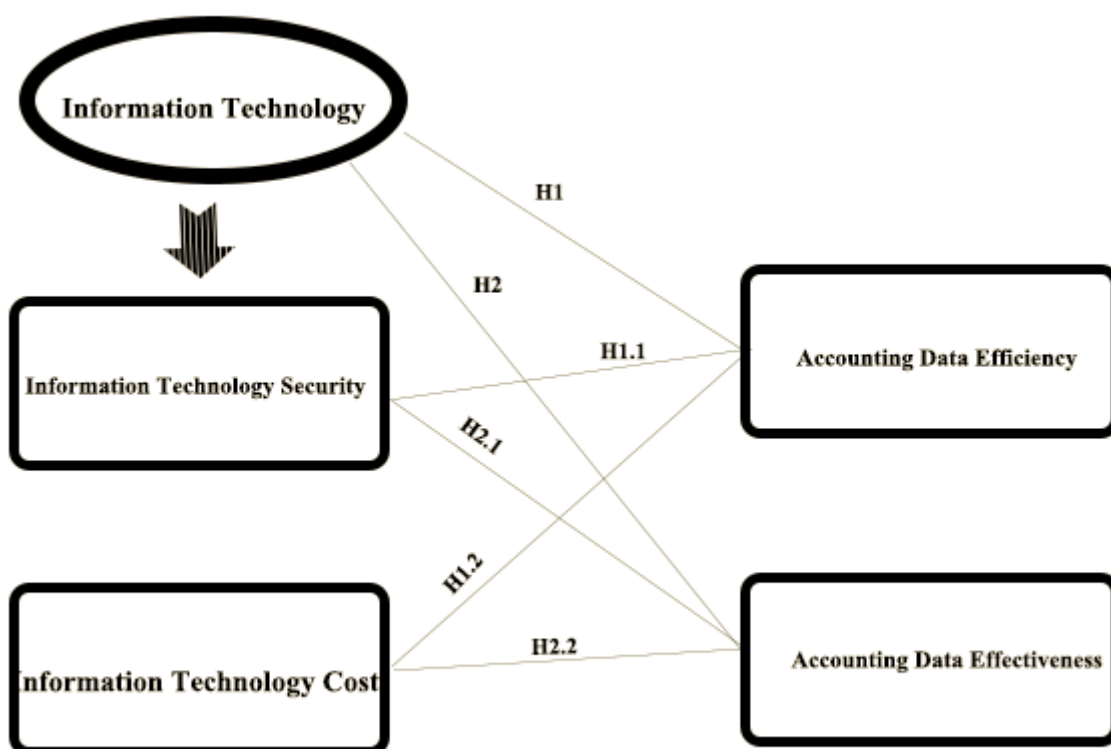 Information Technology
H1
H2
H1.1
Accounting Data Efficiency
Information Technology Security
H2.1
H1.2
H2.2
Accounting Data Effectiveness
Information Technology Cost